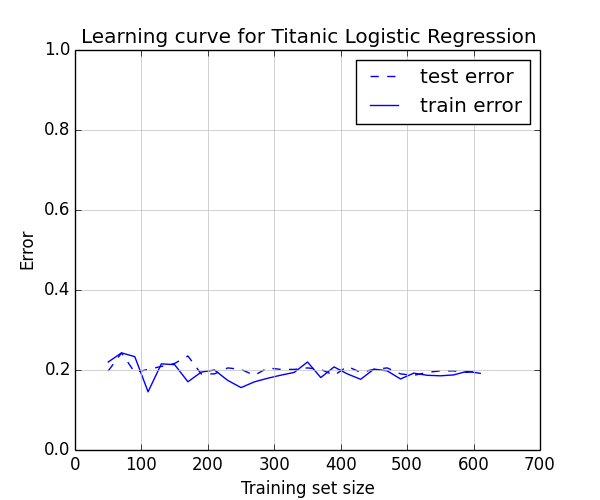 Learning curve for Titanic Logistic Regression
1.0
test error
train error
0.8
0.6
Error
0.4
0.2
0.0
0 100 200 300 400 500 600 700
Training set size